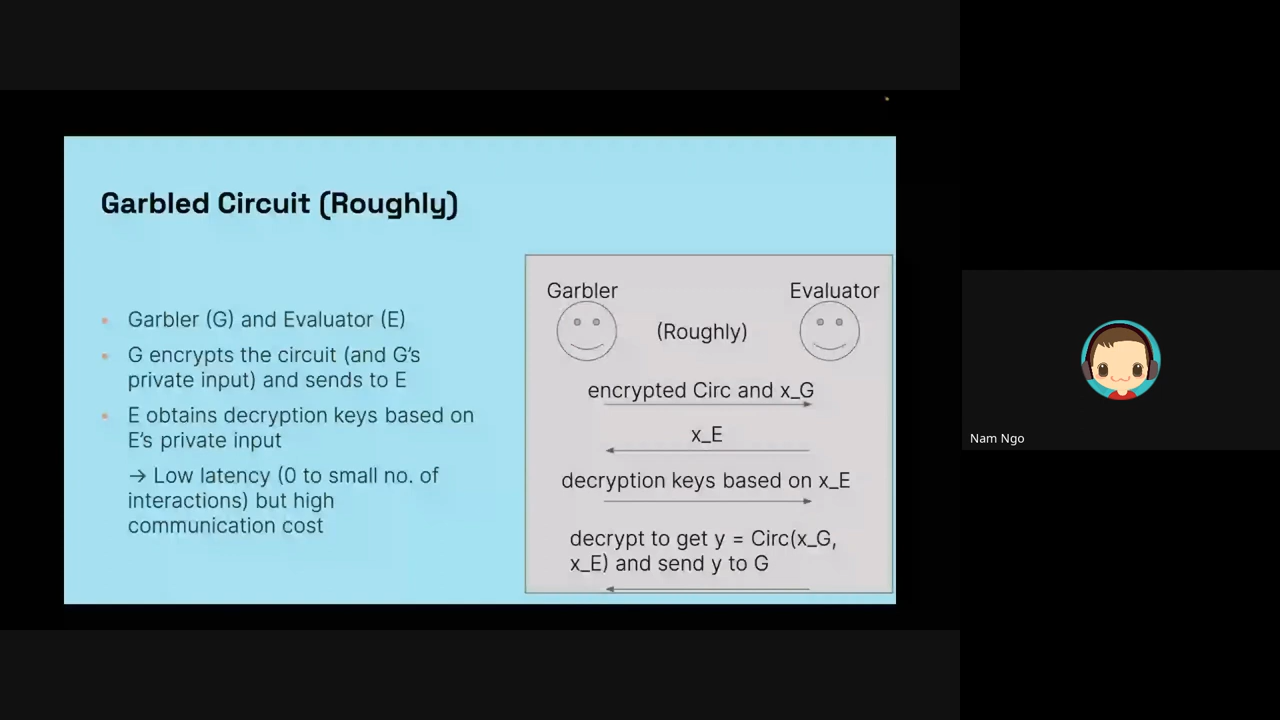 Garbled Circuit (Roughly)
• Garbler (G) and Evaluator (E)
• G encrypts the circuit (and G's
private input) and sends to E
• E obtains decryption keys based on
E's private input
→ Low latency (0 to small no. of
interactions) but high
communication cost
Garbler
Evaluator
(Roughly)
encrypted Circ and x_G
x_E
decryption keys based on x_E
decrypt to get y = Circ(x_G,
x_E) and send y to G
Nam Ngo